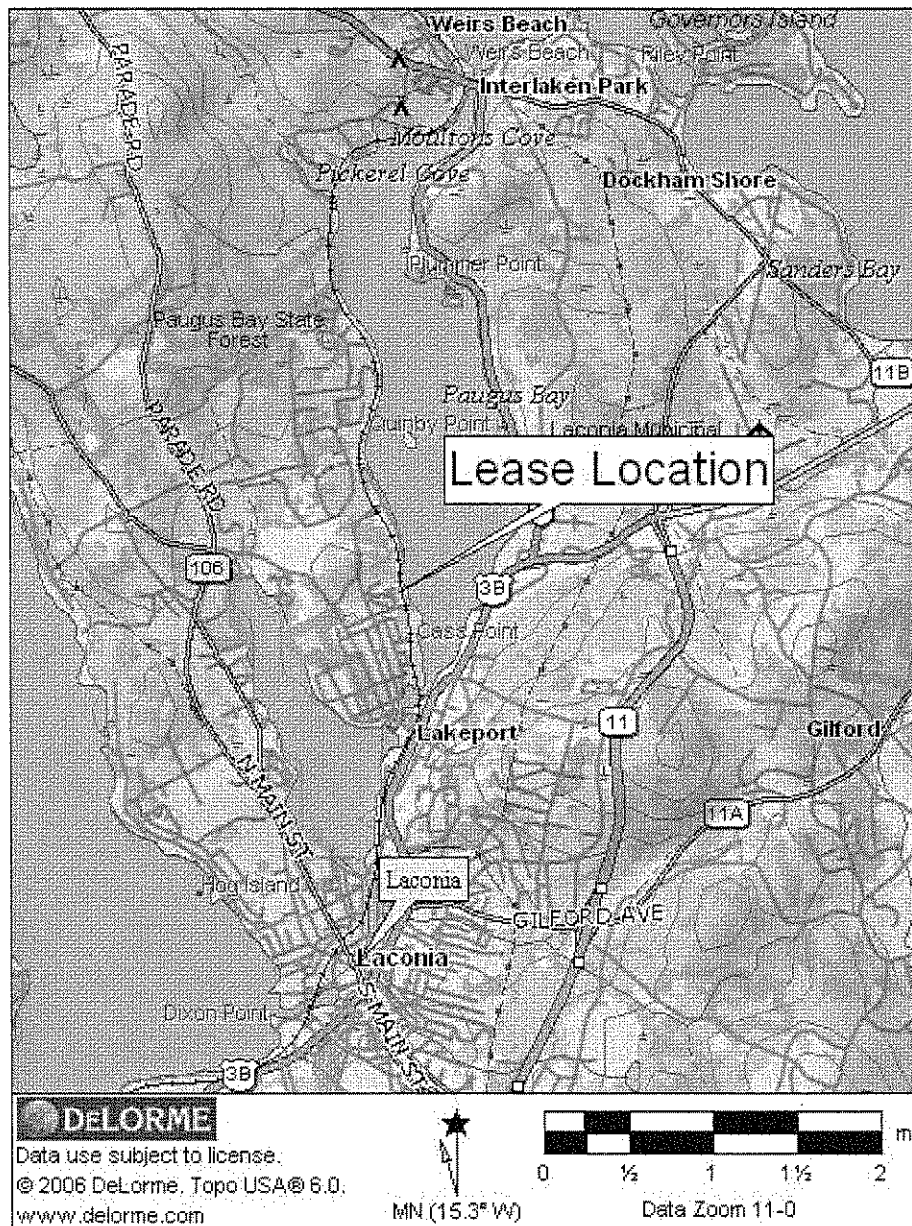 Governors Island
Weirs Beach
Weirs Beach
Riley Point
Interlaken Park
PARADE-RD
Moultons Cove
Pickerel Cove
Dockham Shore
Plummer Point
Sanders Bay
Paugus Bay State
Forest
11B
Paugus Bay
PARADE, RD
Quinby Point
Laconia Municipal
Lease Location
106
3B
Cass Point
Lakeport
11
Gilford
N MAIN ST
11A
Hog Island
Laconia
GILFORD-AVE
Laconia
Dixon Point
S MAIN ST
3B
DELORME
Data use subject to license.
© 2006 DeLorme. Topo USA® 6.0.
www.delorme.com
MN (15.3° W)
0 ½ 1 1½ 2
m
Data Zoom 11-0